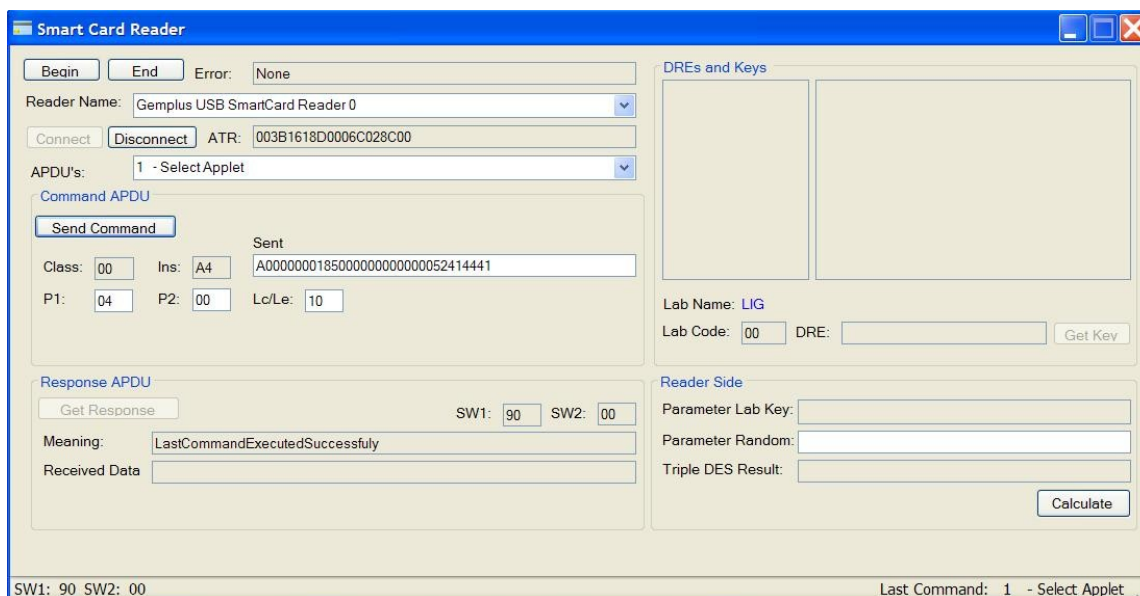 Smart Card Reader
Begin End Error: None
Reader Name: Gemplus USB SmartCard Reader 0
Connect Disconnect ATR: 003B1618D0006C028C00
APDU's: 1 - Select Applet
Command APDU
Send Command
Sent
Class: 00 Ins: A4 A0000000185000000000000052414441
P1: 04 P2: 00 Lc/Le: 10
Response APDU
Get Response SW1: 90 SW2: 00
Meaning: LastCommandExecutedSuccessfuly
Received Data
DREs and Keys
Lab Name: LIG
Lab Code: 00 DRE: Get Key
Reader Side
Parameter Lab Key:
Parameter Random:
Triple DES Result:
Calculate
SW1: 90 SW2: 00 Last Command: 1 - Select Applet